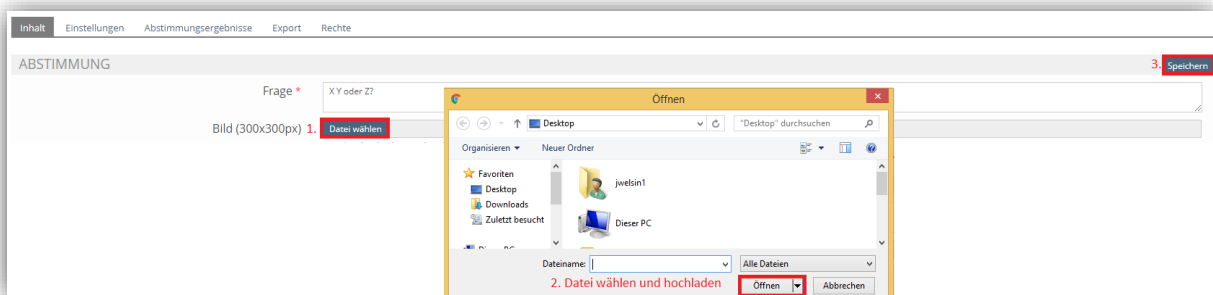 Inhalt Einstellungen Abstimmungsergebnisse Export Rechte
ABSTIMMUNG 3. Speichern
Frage * X Y oder Z?
Bild (300x300px) 1. Datei wählen
Öffnen
Desktop "Desktop" durchsuchen
Organisieren Neuer Ordner
Favoriten
Desktop
Downloads
Zuletzt besucht
jwelsin1
Dieser PC
Dateiname: Alle Dateien
2. Datei wählen und hochladen Öffnen Abbrechen